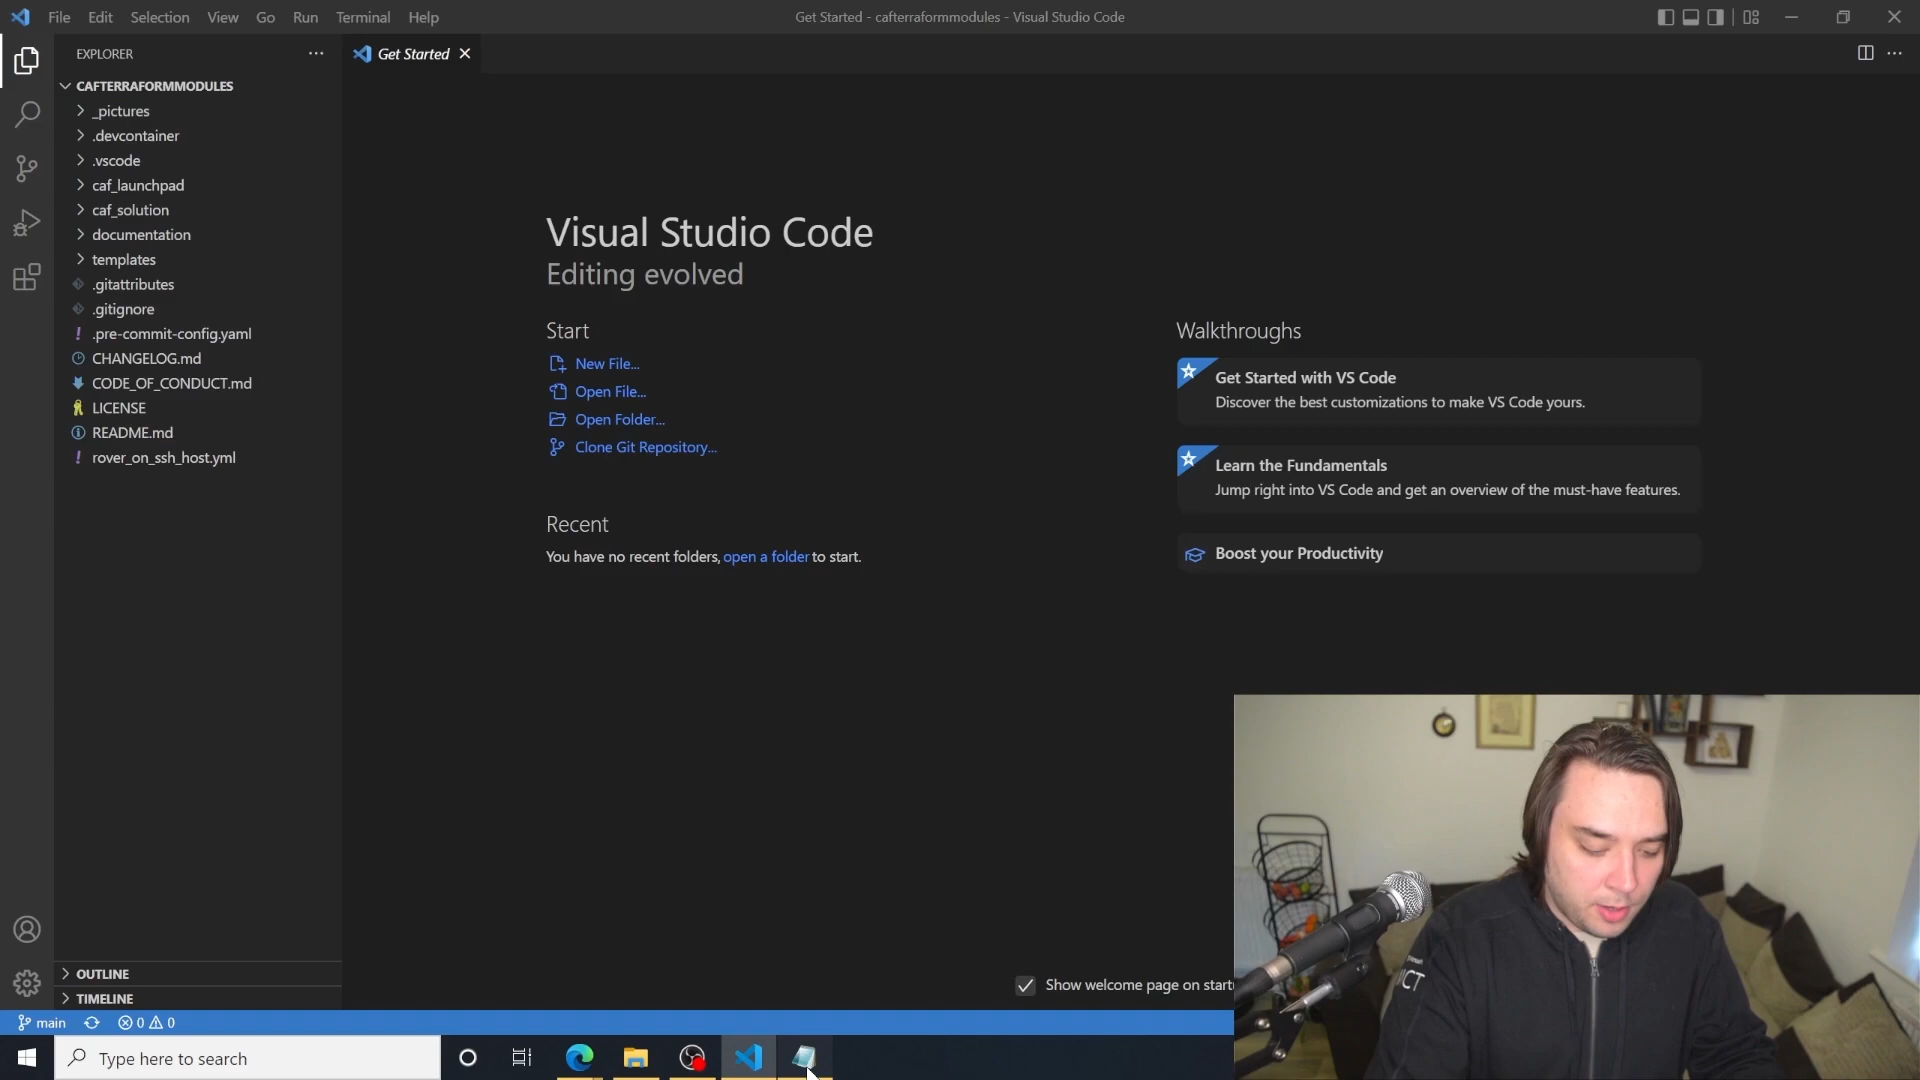 File Edit Selection View Go Run Terminal Help
Get Started - cafterraformmodules - Visual Studio Code
EXPLORER
Get Started
CAFTERRAFORMMODULES
_pictures
.devcontainer
.vscode
caf_launchpad
caf_solution
documentation
templates
.gitattributes
.gitignore
.pre-commit-config.yaml
CHANGELOG.md
CODE_OF_CONDUCT.md
LICENSE
README.md
rover_on_ssh_host.yml
Visual Studio Code
Editing evolved
Start
New File...
Open File...
Open Folder...
Clone Git Repository...
Recent
You have no recent folders, open a folder to start.
Walkthroughs
Get Started with VS Code
Discover the best customizations to make VS Code yours.
Learn the Fundamentals
Jump right into VS Code and get an overview of the must-have features.
Boost your Productivity
Show welcome page on start
OUTLINE
TIMELINE
main 0 0
Type here to search